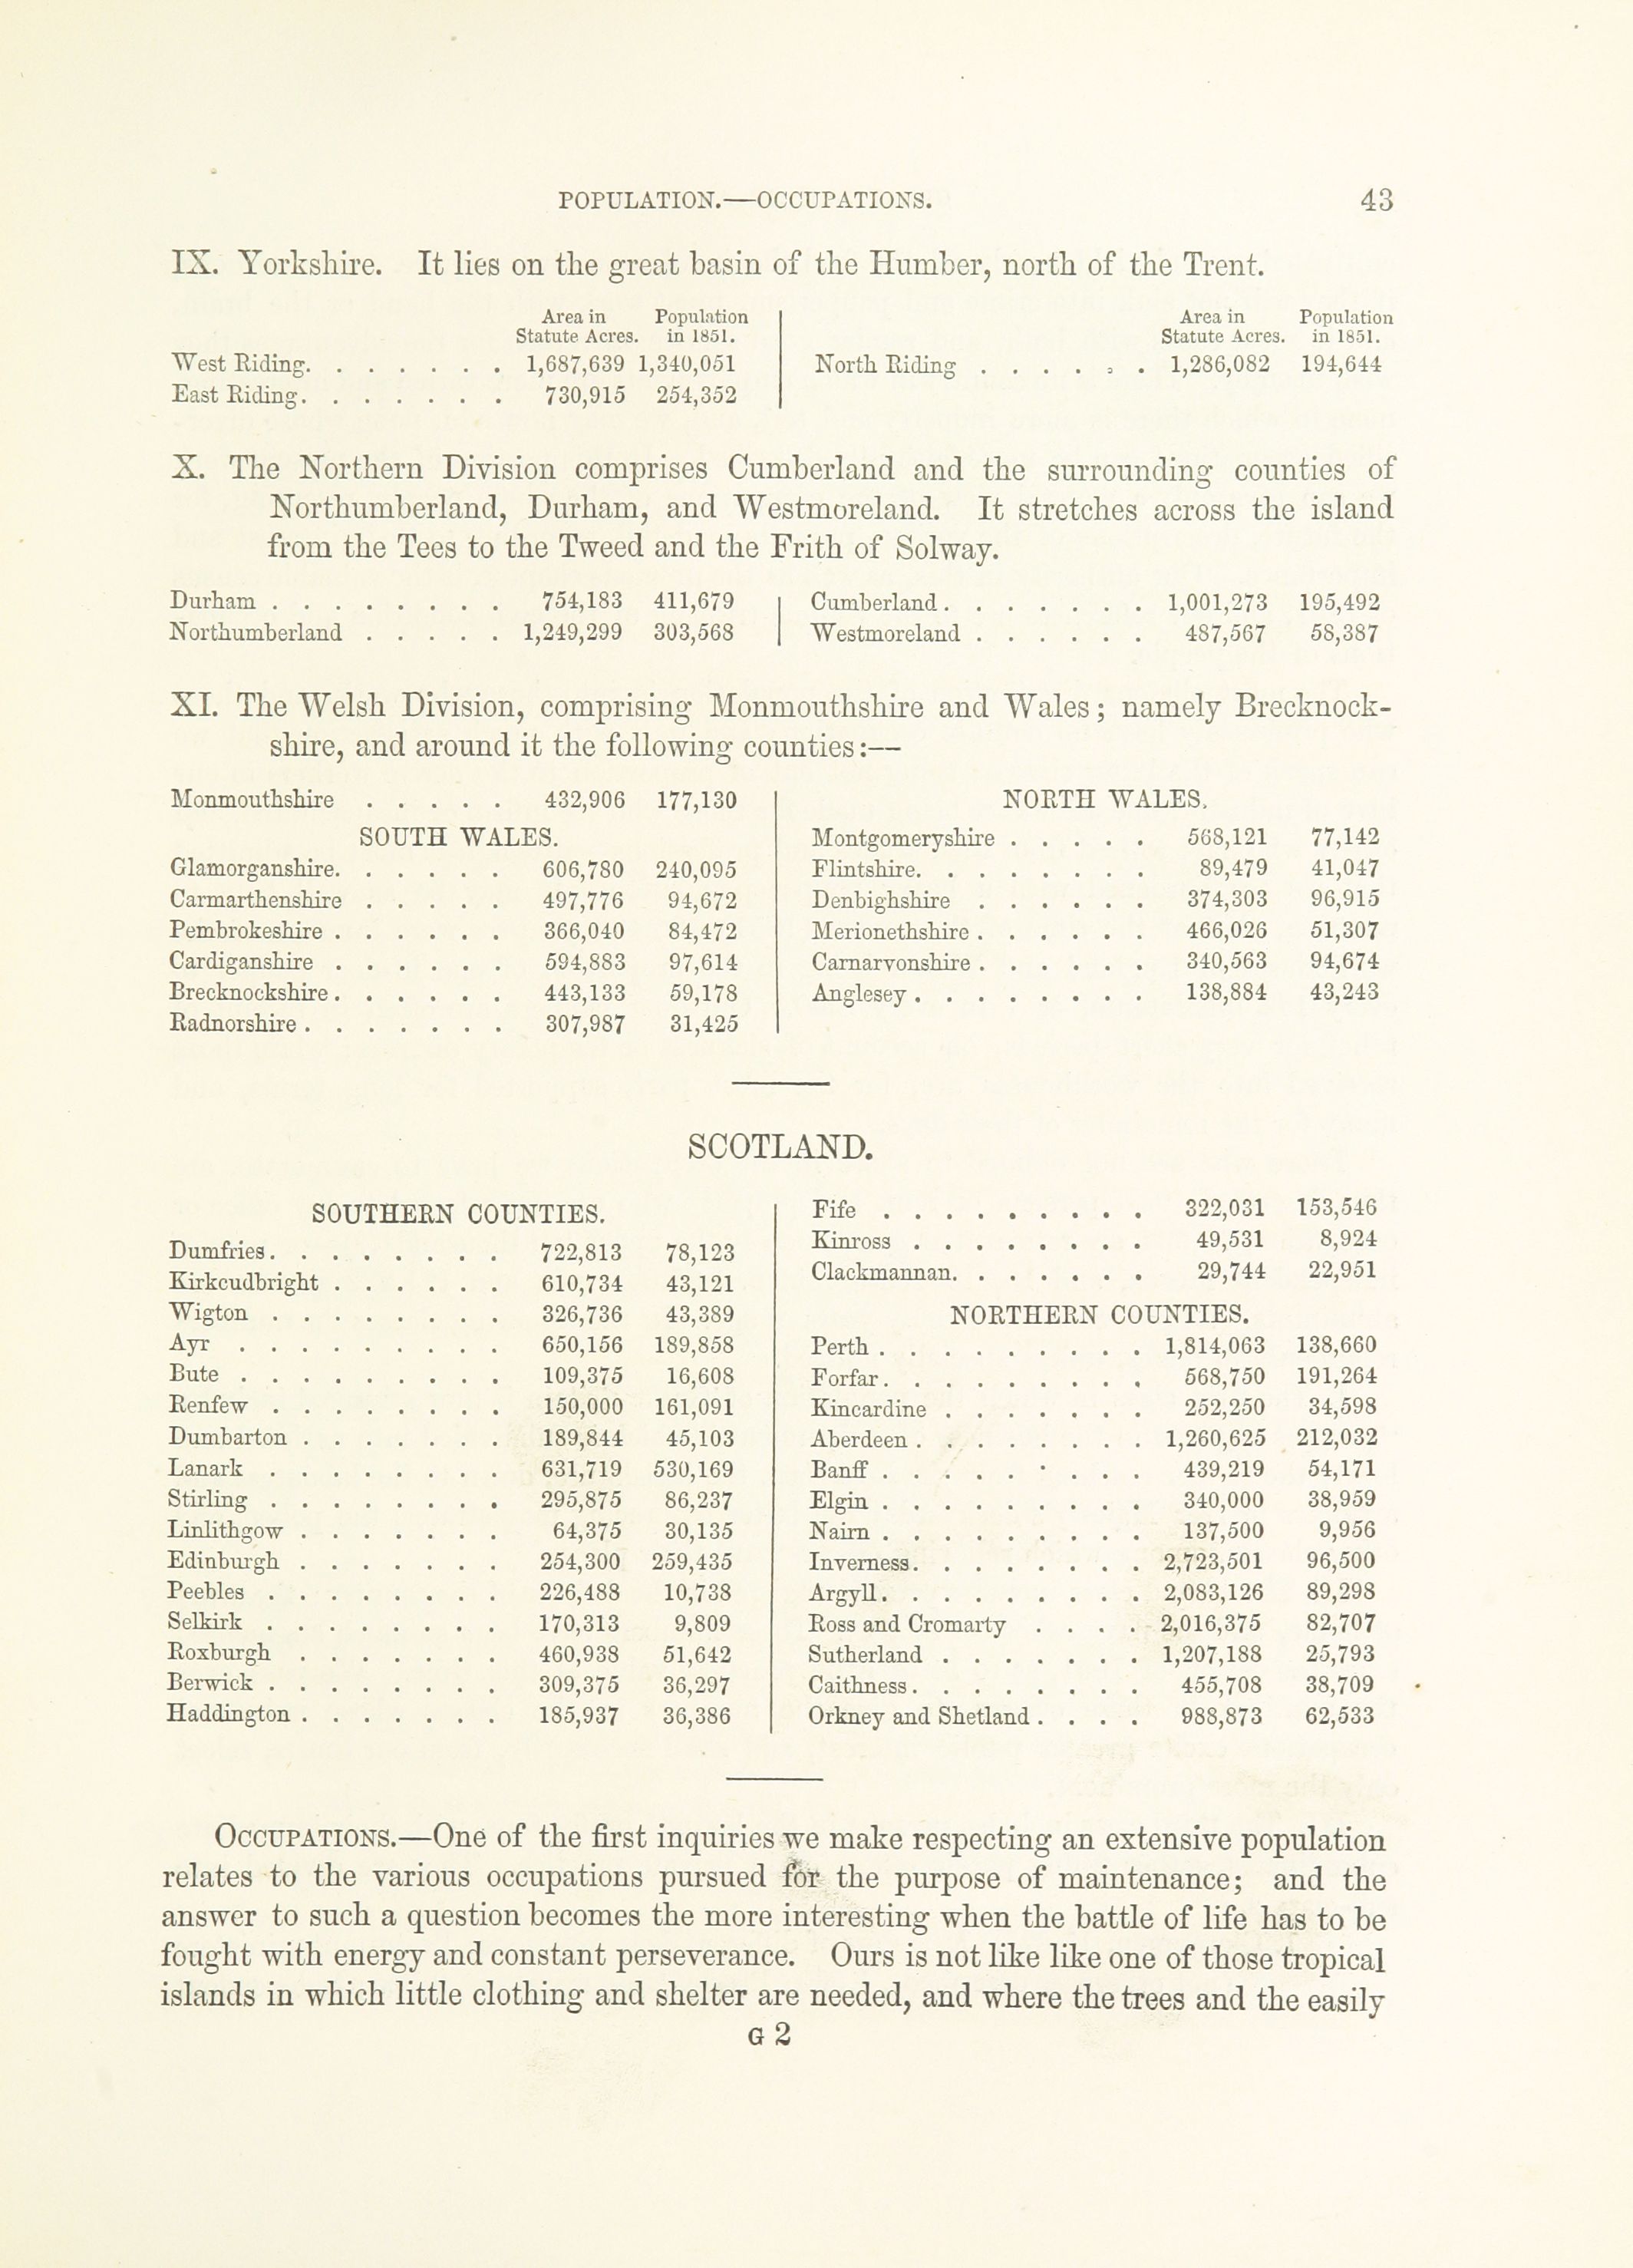 POPULATION.—OCCUPATIONS. 43
IX. Yorkshire. It lies on the great basin of the Humber, north of the Trent.
Area in Population
Statute Acres. in 1851.
West Riding. . . . . . . 1,687,639 1,340,051
East Riding. . . . . . . 730,915 254,352
Area in Population
Statute Acres. in 1851.
North Riding . . . . . . 1,286,082 194,644
X. The Northern Division comprises Cumberland and the surrounding counties of
Northumberland, Durham, and Westmoreland. It stretches across the island
from the Tees to the Tweed and the Frith of Solway.
Durham . . . . . . . . 754,183 411,679
Northumberland . . . . . 1,249,299 303,568
Cumberland. . . . . . . 1,001,273 195,492
Westmoreland . . . . . . 487,567 58,387
XI. The Welsh Division, comprising Monmouthshire and Wales; namely Brecknock-
shire, and around it the following counties:—
Monmouthshire . . . . . 432,906 177,130
SOUTH WALES.
Glamorganshire. . . . . . 606,780 240,095
Carmarthenshire . . . . . 497,776 94,672
Pembrokeshire . . . . . . 366,040 84,472
Cardiganshire . . . . . . 594,883 97,614
Brecknockshire. . . . . . 443,133 59,178
Radnorshire . . . . . . . 307,987 31,425
NORTH WALES.
Montgomeryshire . . . . . 568,121 77,142
Flintshire. . . . . . . . 89,479 41,047
Denbighshire . . . . . . 374,303 96,915
Merionethshire . . . . . . 466,026 51,307
Carnarvonshire . . . . . . 340,563 94,674
Anglesey . . . . . . . . 138,884 43,243
SCOTLAND.
SOUTHERN COUNTIES.
Dumfries. . . . . . . . 722,813 78,123
Kirkcudbright . . . . . . 610,734 43,121
Wigton . . . . . . . . 326,736 43,389
Ayr . . . . . . . . . 650,156 189,858
Bute . . . . . . . . . 109,375 16,608
Renfew . . . . . . . . 150,000 161,091
Dumbarton . . . . . . . 189,844 45,103
Lanark . . . . . . . . 631,719 530,169
Stirling . . . . . . . . 295,875 86,237
Linlithgow . . . . . . . 64,375 30,135
Edinburgh . . . . . . . 254,300 259,435
Peebles . . . . . . . . 226,488 10,738
Selkirk . . . . . . . . 170,313 9,809
Roxburgh . . . . . . . 460,938 51,642
Berwick . . . . . . . . 309,375 36,297
Haddington . . . . . . . 185,937 36,386
Fife . . . . . . . . . 322,031 153,546
Kinross . . . . . . . . 49,531 8,924
Clackmannan. . . . . . . 29,744 22,951
NORTHERN COUNTIES.
Perth . . . . . . . . . 1,814,063 138,660
Forfar. . . . . . . . . 568,750 191,264
Kincardine . . . . . . . 252,250 34,598
Aberdeen . . . . . . . . 1,260,625 212,032
Banff . . . . . . . . . 439,219 54,171
Elgin . . . . . . . . . 340,000 38,959
Nairn . . . . . . . . . 137,500 9,956
Inverness. . . . . . . . 2,723,501 96,500
Argyll. . . . . . . . . 2,083,126 89,298
Ross and Cromarty . . . . 2,016,375 82,707
Sutherland . . . . . . . 1,207,188 25,793
Caithness. . . . . . . . 455,708 38,709
Orkney and Shetland . . . . 988,873 62,533
OCCUPATIONS.—One of the first inquiries we make respecting an extensive population
relates to the various occupations pursued for the purpose of maintenance; and the
answer to such a question becomes the more interesting when the battle of life has to be
fought with energy and constant perseverance. Ours is not like like one of those tropical
islands in which little clothing and shelter are needed, and where the trees and the easily
G 2